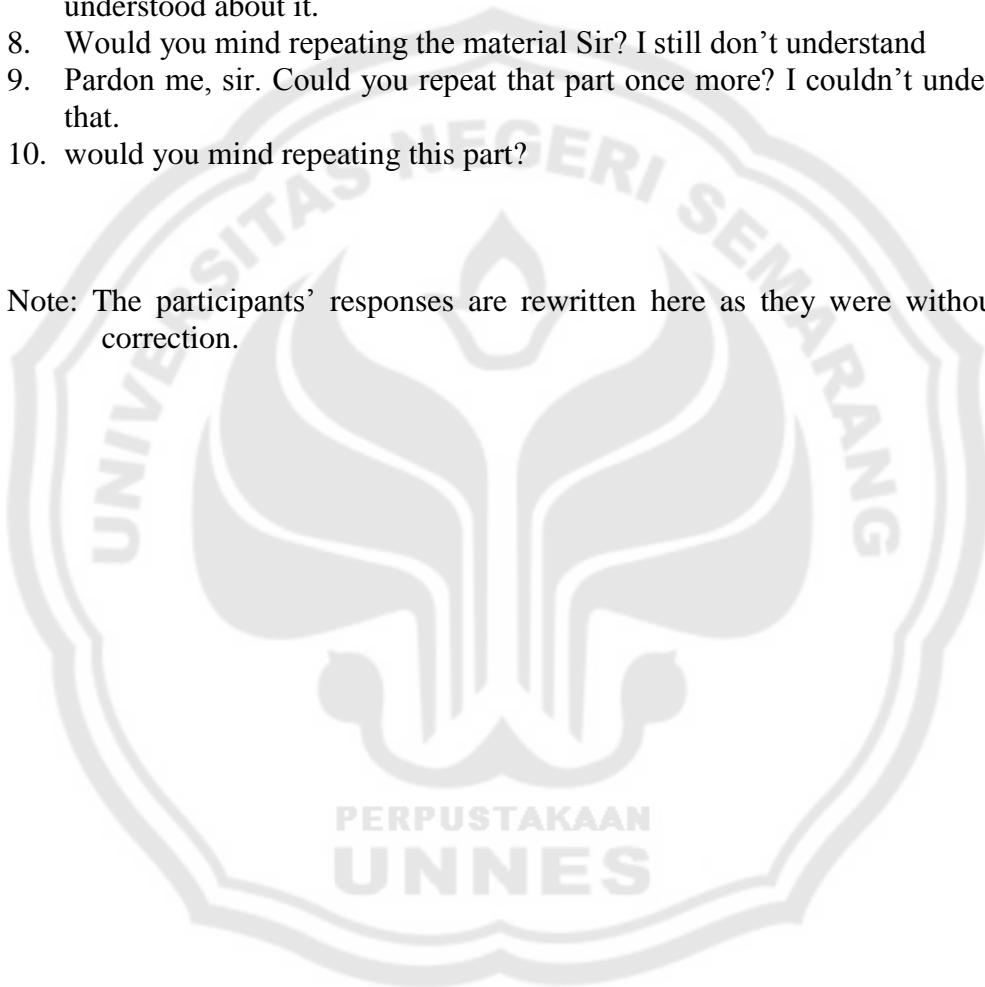 understood about it.
8. Would you mind repeating the material Sir? I still don’t understand
9. Pardon me, sir. Could you repeat that part once more? I couldn’t unde
that.
10. would you mind repeating this part?
Note: The participants’ responses are rewritten here as they were withou
correction.
UNIVERSITAS NEGERI SEMARANG
PERPUSTAKAAN
UNNES